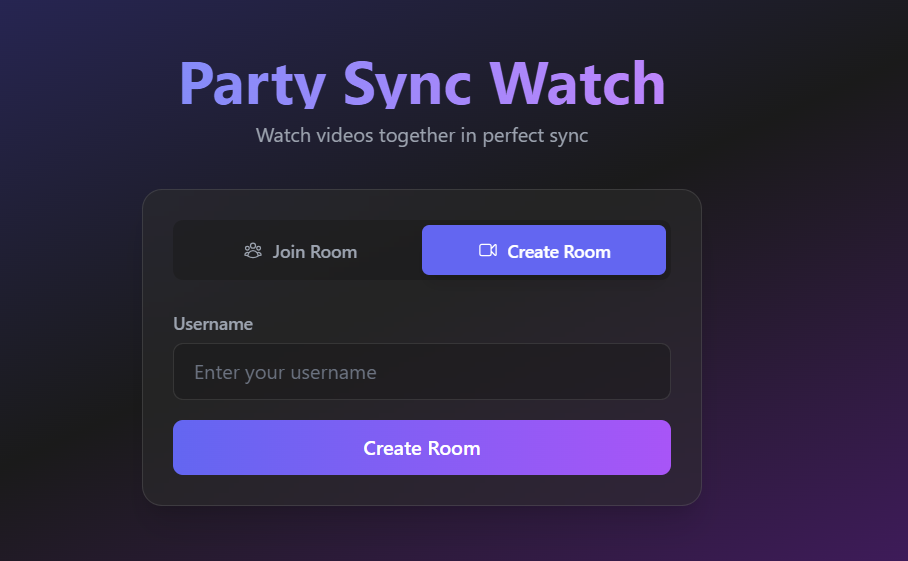 Party Sync Watch
Watch videos together in perfect sync
Join Room
Create Room
Username
Enter your username
Create Room